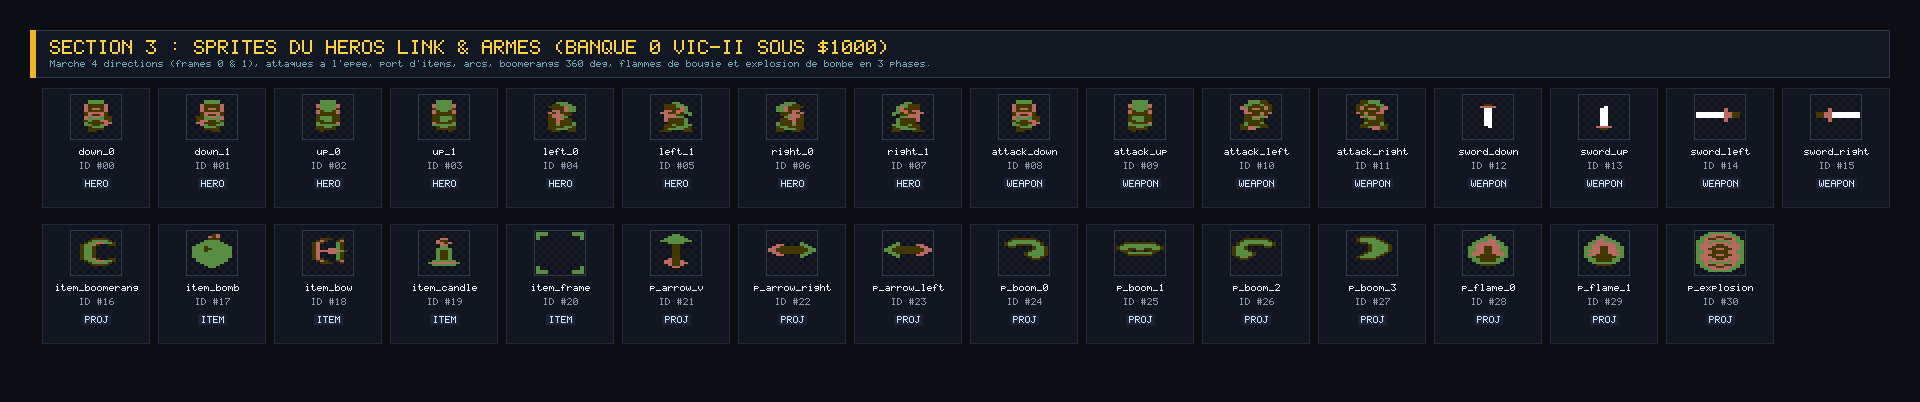 SECTION 3 : SPRITES DU HEROS LINK & ARMES (BANQUE 0 VIC-II SOUS $1000)
Marche 4 directions (frames 0 & 1), attaques a l'epee, port d'items, arcs, boomerangs 360 deg, flammes de bougie et explosion de bombe en 3 phases.
down_0 down_1 up_0 up_1 left_0 left_1 right_0 right_1 attack_down attack_up attack_left attack_right sword_down sword_up sword_left sword_right
ID #00 ID #01 ID #02 ID #03 ID #04 ID #05 ID #06 ID #07 ID #08 ID #09 ID #10 ID #11 ID #12 ID #13 ID #14 ID #15
HERO HERO HERO HERO HERO HERO HERO HERO WEAPON WEAPON WEAPON WEAPON WEAPON WEAPON WEAPON WEAPON
item_boomerang item_bomb item_bow item_candle item_frame p_arrow_v p_arrow_right p_arrow_left p_boom_0 p_boom_1 p_boom_2 p_boom_3 p_flame_0 p_flame_1 p_explosion
ID #16 ID #17 ID #18 ID #19 ID #20 ID #21 ID #22 ID #23 ID #24 ID #25 ID #26 ID #27 ID #28 ID #29 ID #30
PROJ ITEM ITEM ITEM ITEM PROJ PROJ PROJ PROJ PROJ PROJ PROJ PROJ PROJ PROJ